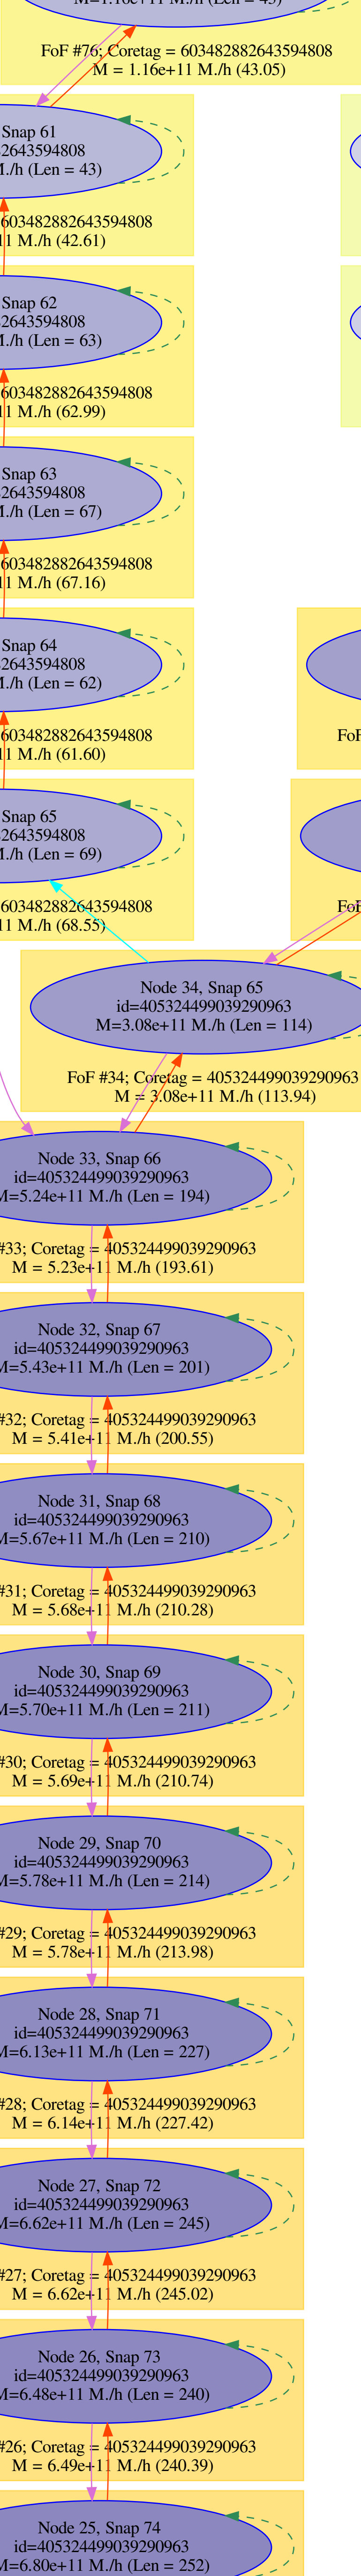 FoF #76; Coretag = 603482882643594808
M = 1.16e+11 M./h (43.05)
Snap 61
2643594808
M./h (Len = 43)
603482882643594808
11 M./h (42.61)
Snap 62
2643594808
M./h (Len = 63)
603482882643594808
11 M./h (62.99)
Snap 63
2643594808
M./h (Len = 67)
603482882643594808
11 M./h (67.16)
Snap 64
2643594808
M./h (Len = 62)
603482882643594808
11 M./h (61.60)
FoF
Snap 65
2643594808
M./h (Len = 69)
603482882643594808
11 M./h (68.55)
FoF
Node 34, Snap 65
id=405324499039290963
M=3.08e+11 M./h (Len = 114)
FoF #34; Coretag = 405324499039290963
M = 3.08e+11 M./h (113.94)
Node 33, Snap 66
id=405324499039290963
M=5.24e+11 M./h (Len = 194)
#33; Coretag = 405324499039290963
M = 5.23e+11 M./h (193.61)
Node 32, Snap 67
id=405324499039290963
M=5.43e+11 M./h (Len = 201)
#32; Coretag = 405324499039290963
M = 5.41e+11 M./h (200.55)
Node 31, Snap 68
id=405324499039290963
M=5.67e+11 M./h (Len = 210)
#31; Coretag = 405324499039290963
M = 5.68e+11 M./h (210.28)
Node 30, Snap 69
id=405324499039290963
M=5.70e+11 M./h (Len = 211)
#30; Coretag = 405324499039290963
M = 5.69e+11 M./h (210.74)
Node 29, Snap 70
id=405324499039290963
M=5.78e+11 M./h (Len = 214)
#29; Coretag = 405324499039290963
M = 5.78e+11 M./h (213.98)
Node 28, Snap 71
id=405324499039290963
M=6.13e+11 M./h (Len = 227)
#28; Coretag = 405324499039290963
M = 6.14e+11 M./h (227.42)
Node 27, Snap 72
id=405324499039290963
M=6.62e+11 M./h (Len = 245)
#27; Coretag = 405324499039290963
M = 6.62e+11 M./h (245.02)
Node 26, Snap 73
id=405324499039290963
M=6.48e+11 M./h (Len = 240)
#26; Coretag = 405324499039290963
M = 6.49e+11 M./h (240.39)
Node 25, Snap 74
id=405324499039290963
M=6.80e+11 M./h (Len = 252)